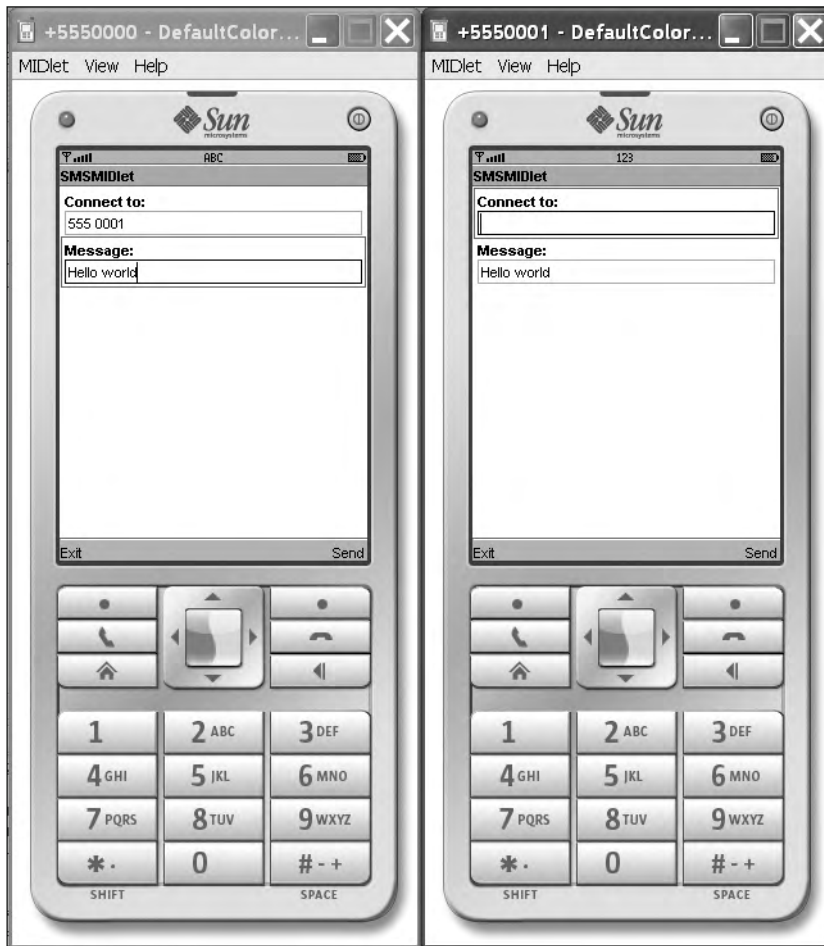 +5550000 - DefaultColor...
MIDlet View Help
Sun
microsystems
ABC
SMSMIDlet
Connect to:
555 0001
Message:
Hello world
Exit Send
1 2 ABC 3 DEF
4 GHI 5 JKL 6 MNO
7 PQRS 8 TUV 9 WXYZ
* . 0 # - +
SHIFT SPACE
+5550001 - DefaultColor...
MIDlet View Help
Sun
microsystems
123
SMSMIDlet
Connect to:
Message:
Hello world
Exit Send
1 2 ABC 3 DEF
4 GHI 5 JKL 6 MNO
7 PQRS 8 TUV 9 WXYZ
* . 0 # - +
SHIFT SPACE